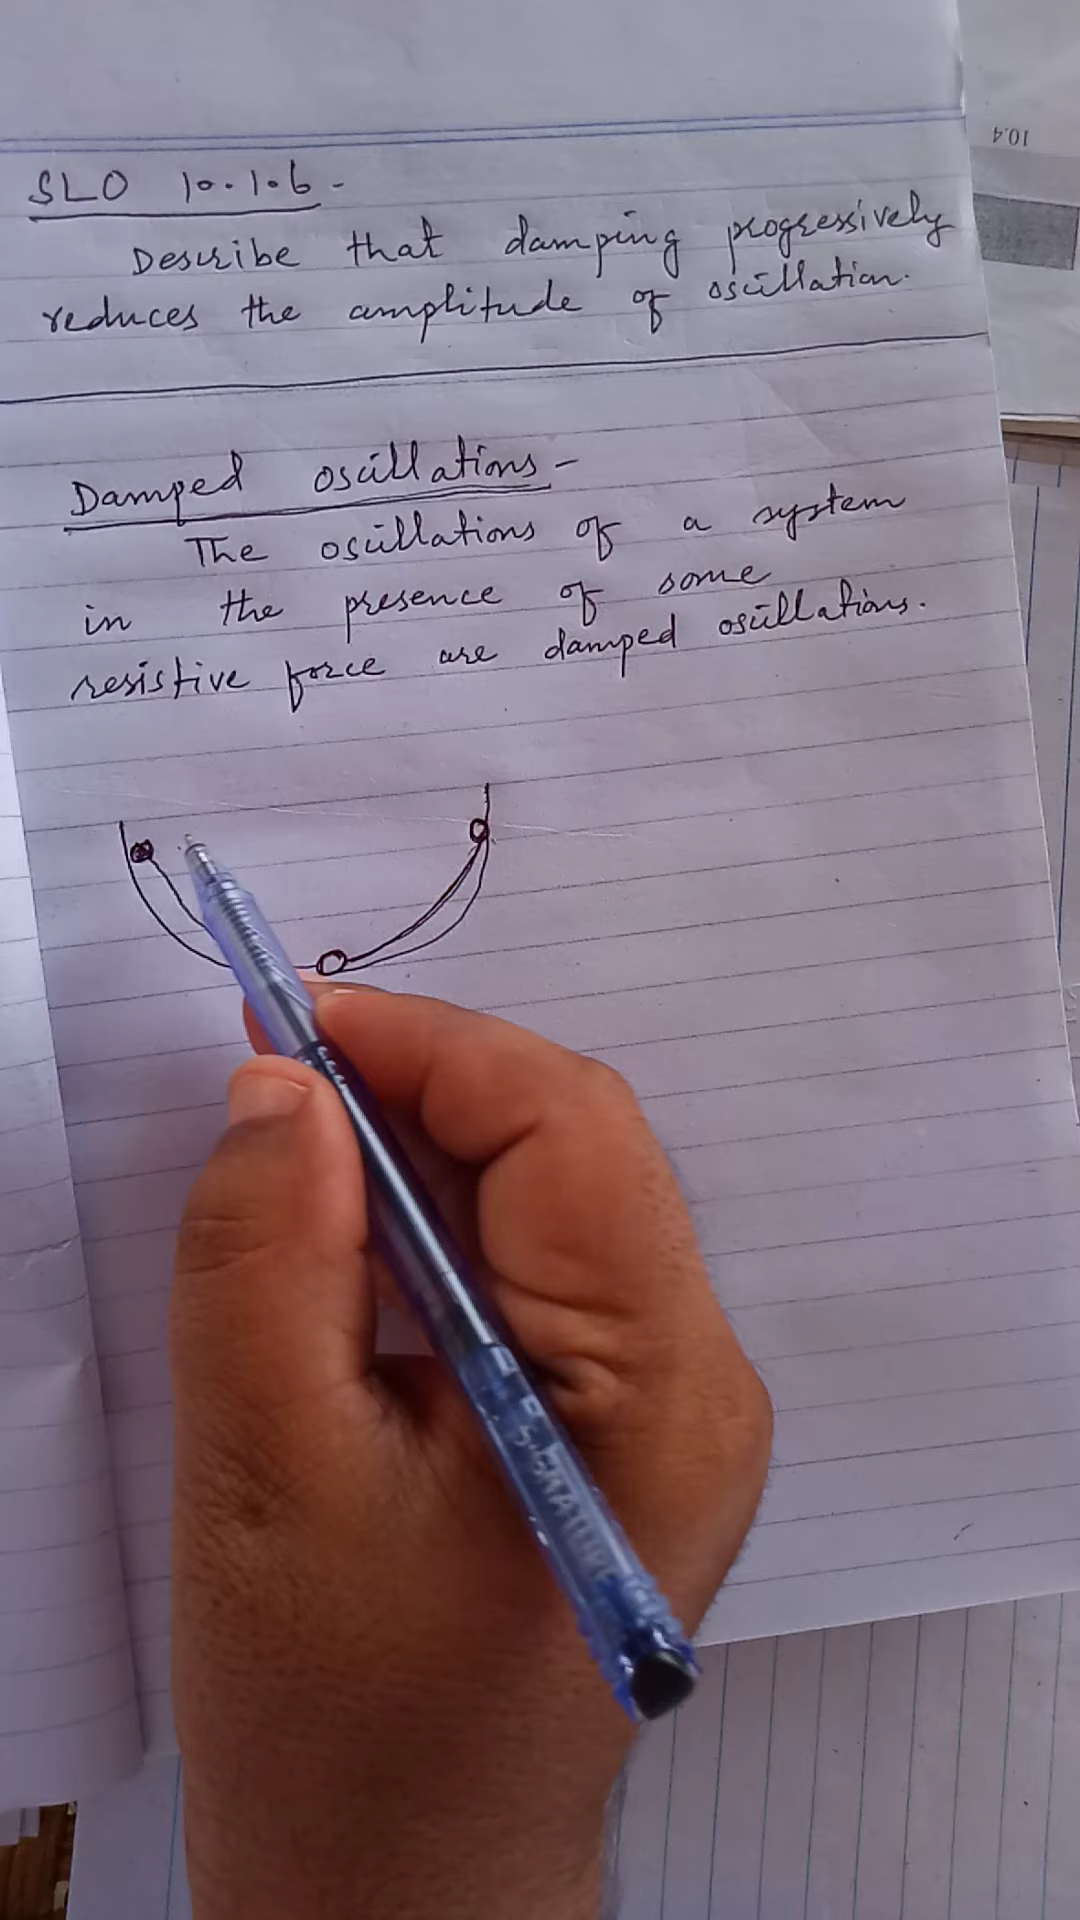 10.4
SLO 10.1.6 -
Describe that damping progressively
reduces the amplitude of oscillation.
Damped oscillations -
The oscillations of a system
in the presence of some
resistive force are damped oscillations.
SIGNATURE